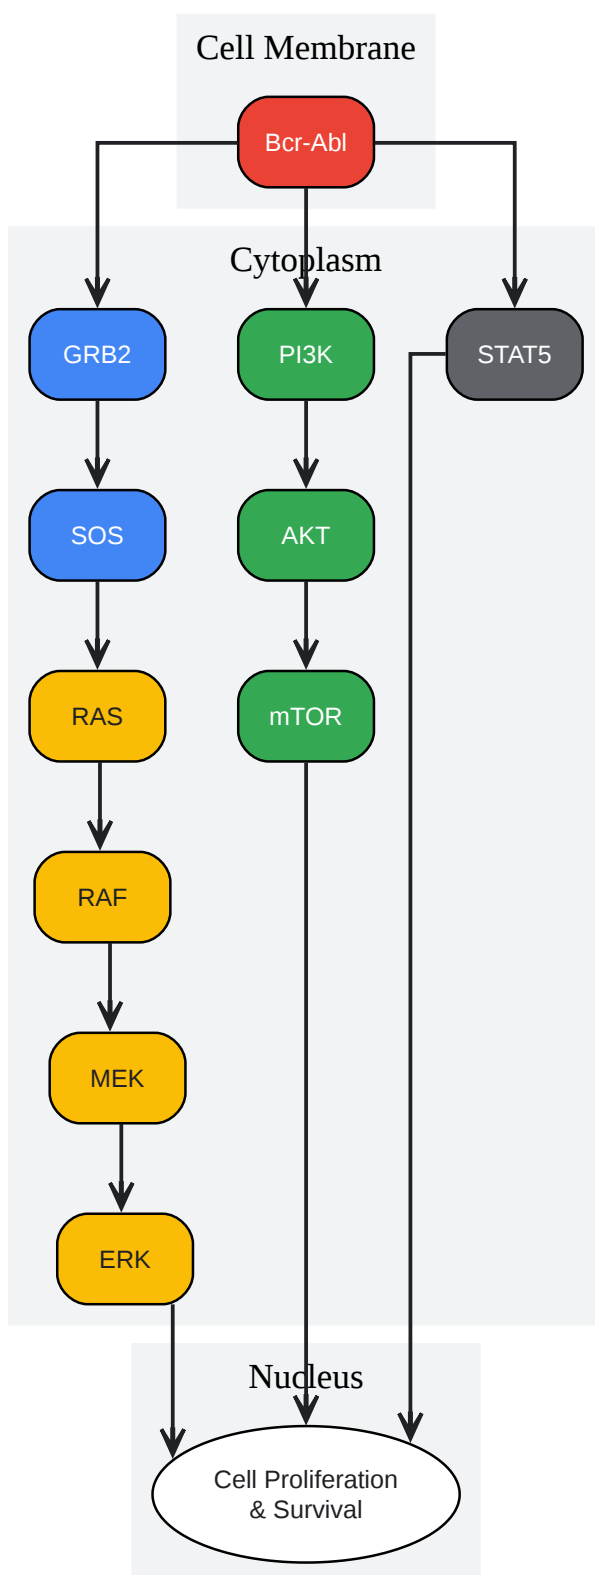 Cell Membrane
Bcr-Abl
Cytoplasm
GRB2
PI3K
STAT5
SOS
AKT
RAS
mTOR
RAF
MEK
ERK
Nucleus
Cell Proliferation
& Survival